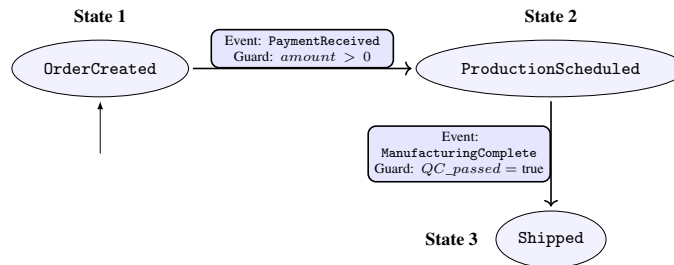 State 1
State 2
Event: PaymentReceived
Guard: amount > 0
OrderCreated
ProductionScheduled
Event:
ManufacturingComplete
Guard: QC_passed = true
State 3
Shipped